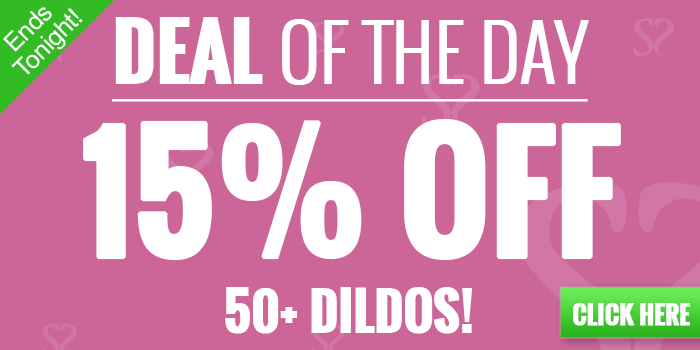 Ends
Tonight!
DEAL OF THE DAY
15% OFF
50+ DILDOS!
CLICK HERE